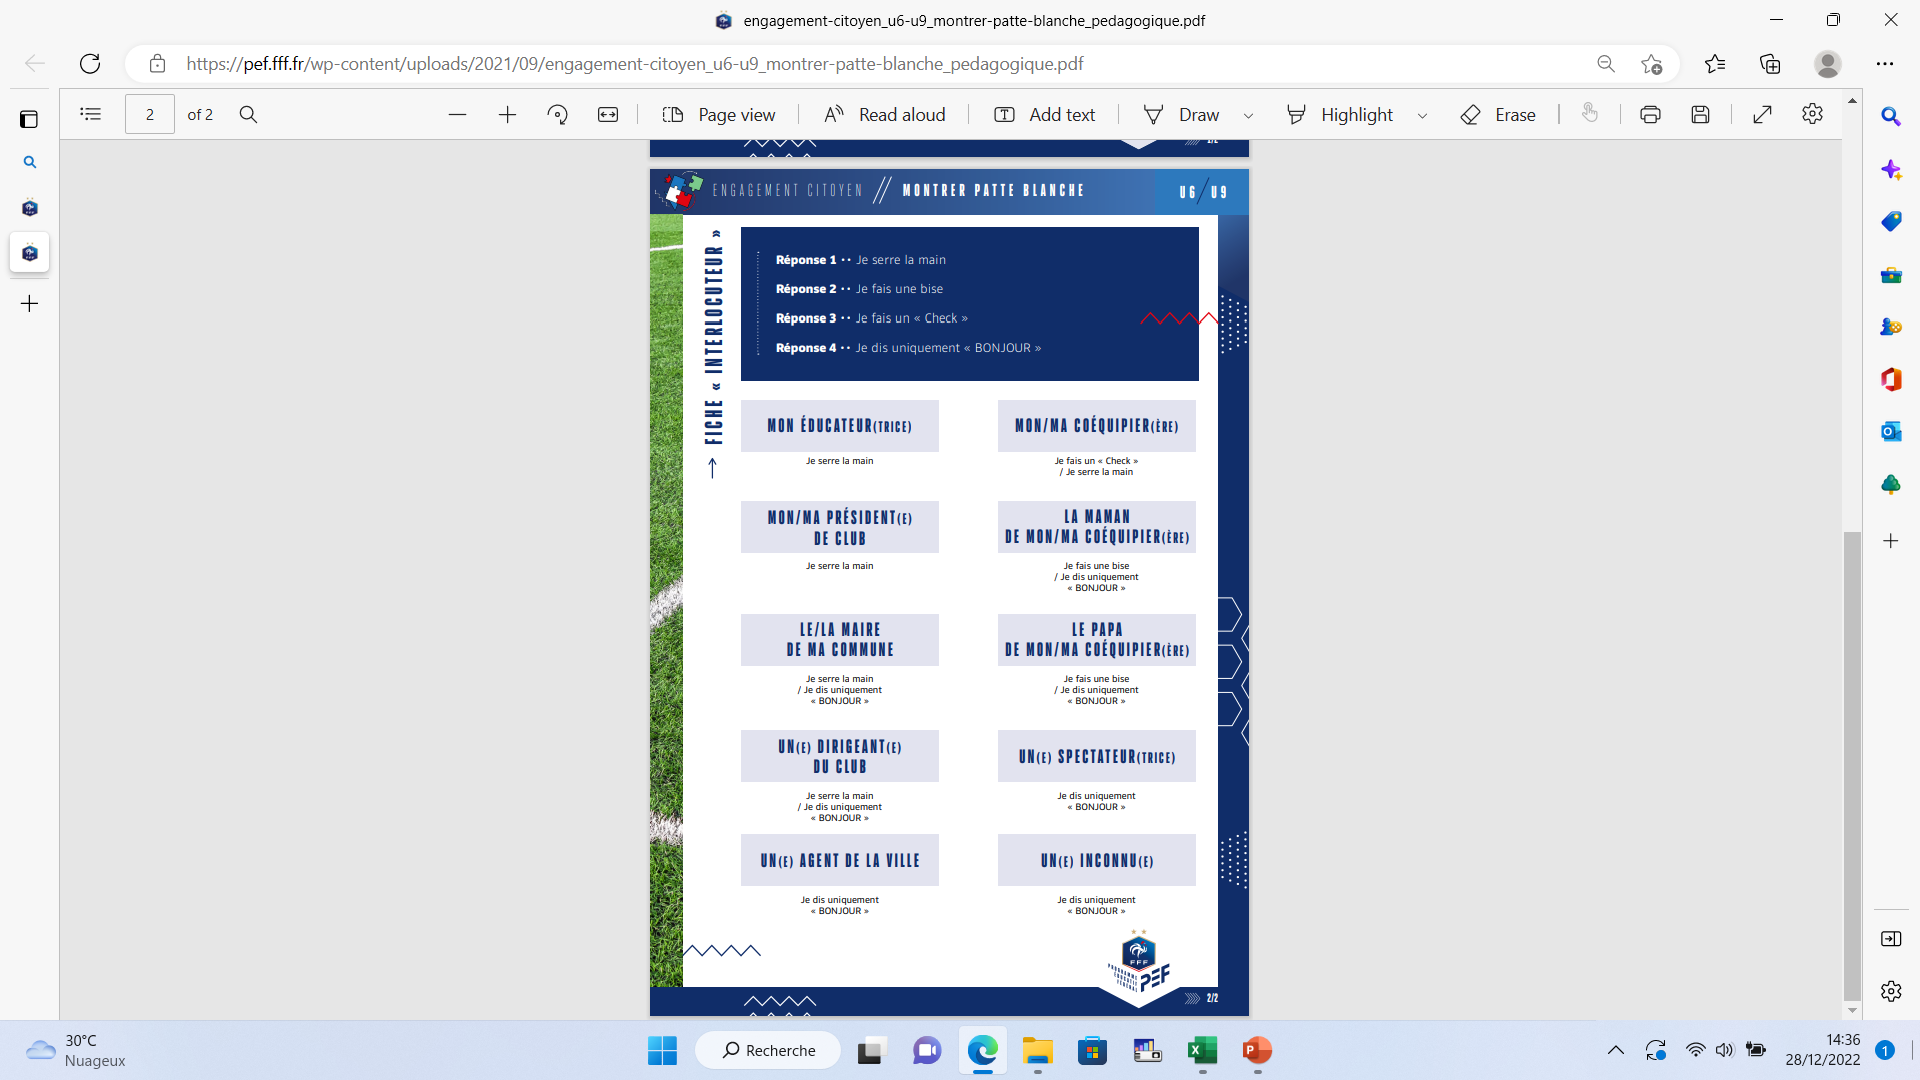 engagement-citoyen_u6-u9_montrer-patte-blanche_pedagogique.pdf
https://pef.fff.fr/wp-content/uploads/2021/09/engagement-citoyen_u6-u9_montrer-patte-blanche_pedagogique.pdf
2 of 2
Page view
Read aloud
Add text
Draw
Highlight
Erase
1/2
ENGAGEMENT CITOYEN // MONTRER PATTE BLANCHE
U6/U9
FICHE « INTERLOCUTEUR »
Réponse 1 •• Je serre la main
Réponse 2 •• Je fais une bise
Réponse 3 •• Je fais un « Check »
Réponse 4 •• Je dis uniquement « BONJOUR »
MON ÉDUCATEUR(TRICE)
Je serre la main
MON/MA COÉQUIPIER(ÈRE)
Je fais un « Check »
/ Je serre la main
MON/MA PRÉSIDENT(E)
DE CLUB
Je serre la main
LA MAMAN
DE MON/MA COÉQUIPIER(ÈRE)
Je fais une bise
/ Je dis uniquement
« BONJOUR »
LE/LA MAIRE
DE MA COMMUNE
Je serre la main
/ Je dis uniquement
« BONJOUR »
LE PAPA
DE MON/MA COÉQUIPIER(ÈRE)
Je fais une bise
/ Je dis uniquement
« BONJOUR »
UN(E) DIRIGEANT(E)
DU CLUB
Je serre la main
/ Je dis uniquement
« BONJOUR »
UN(E) SPECTATEUR(TRICE)
Je dis uniquement
« BONJOUR »
UN(E) AGENT DE LA VILLE
Je dis uniquement
« BONJOUR »
UN(E) INCONNU(E)
Je dis uniquement
« BONJOUR »
FFF
PROGRAMME
ÉDUCATIF
FÉDÉRAL
PEF
2/2
30°C
Nuageux
Recherche
14:36
28/12/2022
1